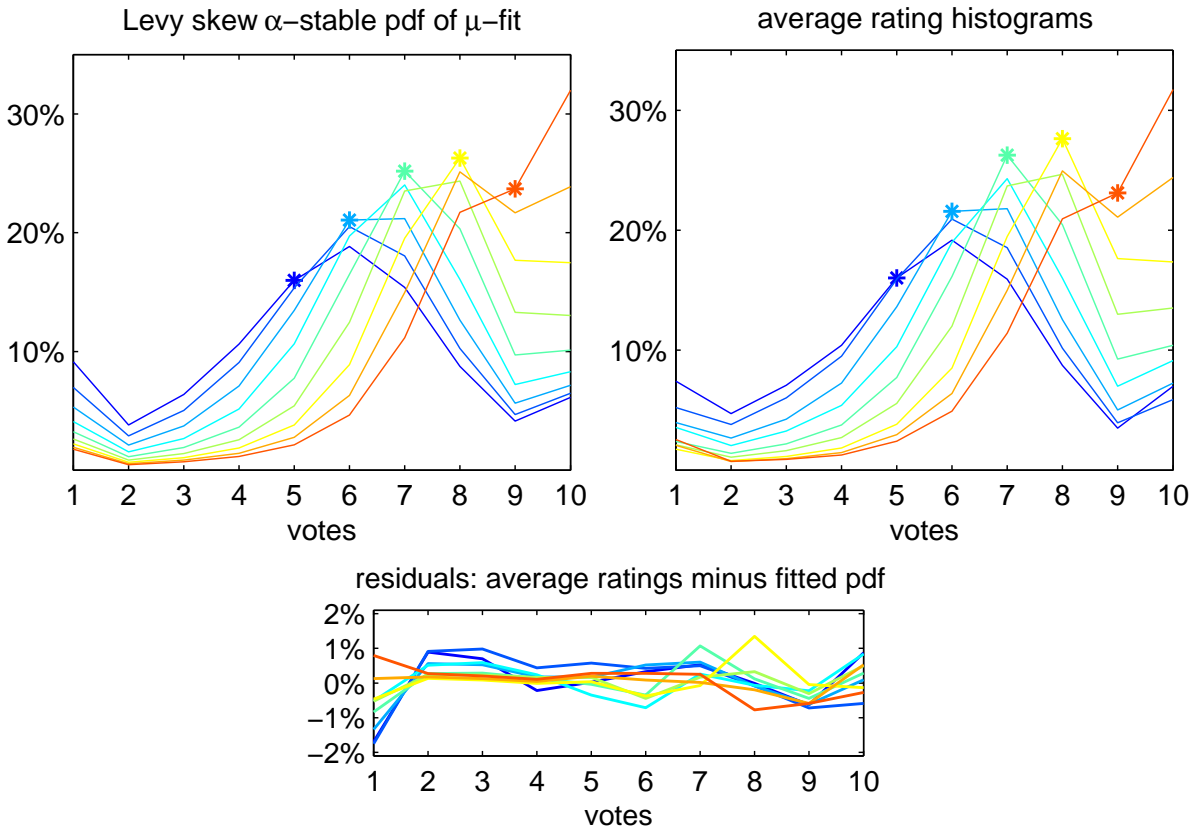 Levy skew α−stable pdf of μ−fit
30%
20%
10%
1 2 3 4 5 6 7 8 9 10
votes
average rating histograms
30%
20%
10%
1 2 3 4 5 6 7 8 9 10
votes
residuals: average ratings minus fitted pdf
2%
1%
0%
−1%
−2%
1 2 3 4 5 6 7 8 9 10
votes